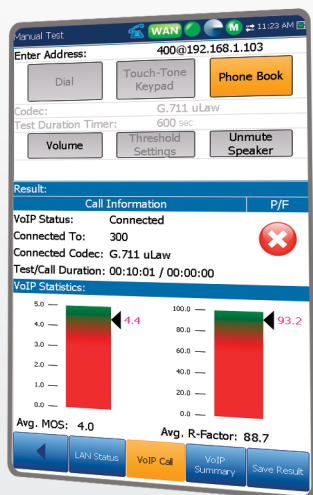 Manual Test WAN M 11:23 AM
Enter Address: 400@192.168.1.103
Dial
Touch-Tone Keypad
Phone Book
Codec: G.711 uLaw
Test Duration Timer: 600 sec
Volume
Threshold Settings
Unmute Speaker
Result:
Call Information P/F
VoIP Status: Connected
Connected To: 300
Connected Codec: G.711 uLaw
Test/Call Duration: 00:10:01 / 00:00:00
VoIP Statistics:
5.0
4.0
3.0
2.0
1.0
0.0
4.4
100.0
80.0
60.0
40.0
20.0
0.0
93.2
Avg. MOS: 4.0
Avg. R-Factor: 88.7
LAN Status
VoIP Call
VoIP Summary
Save Result